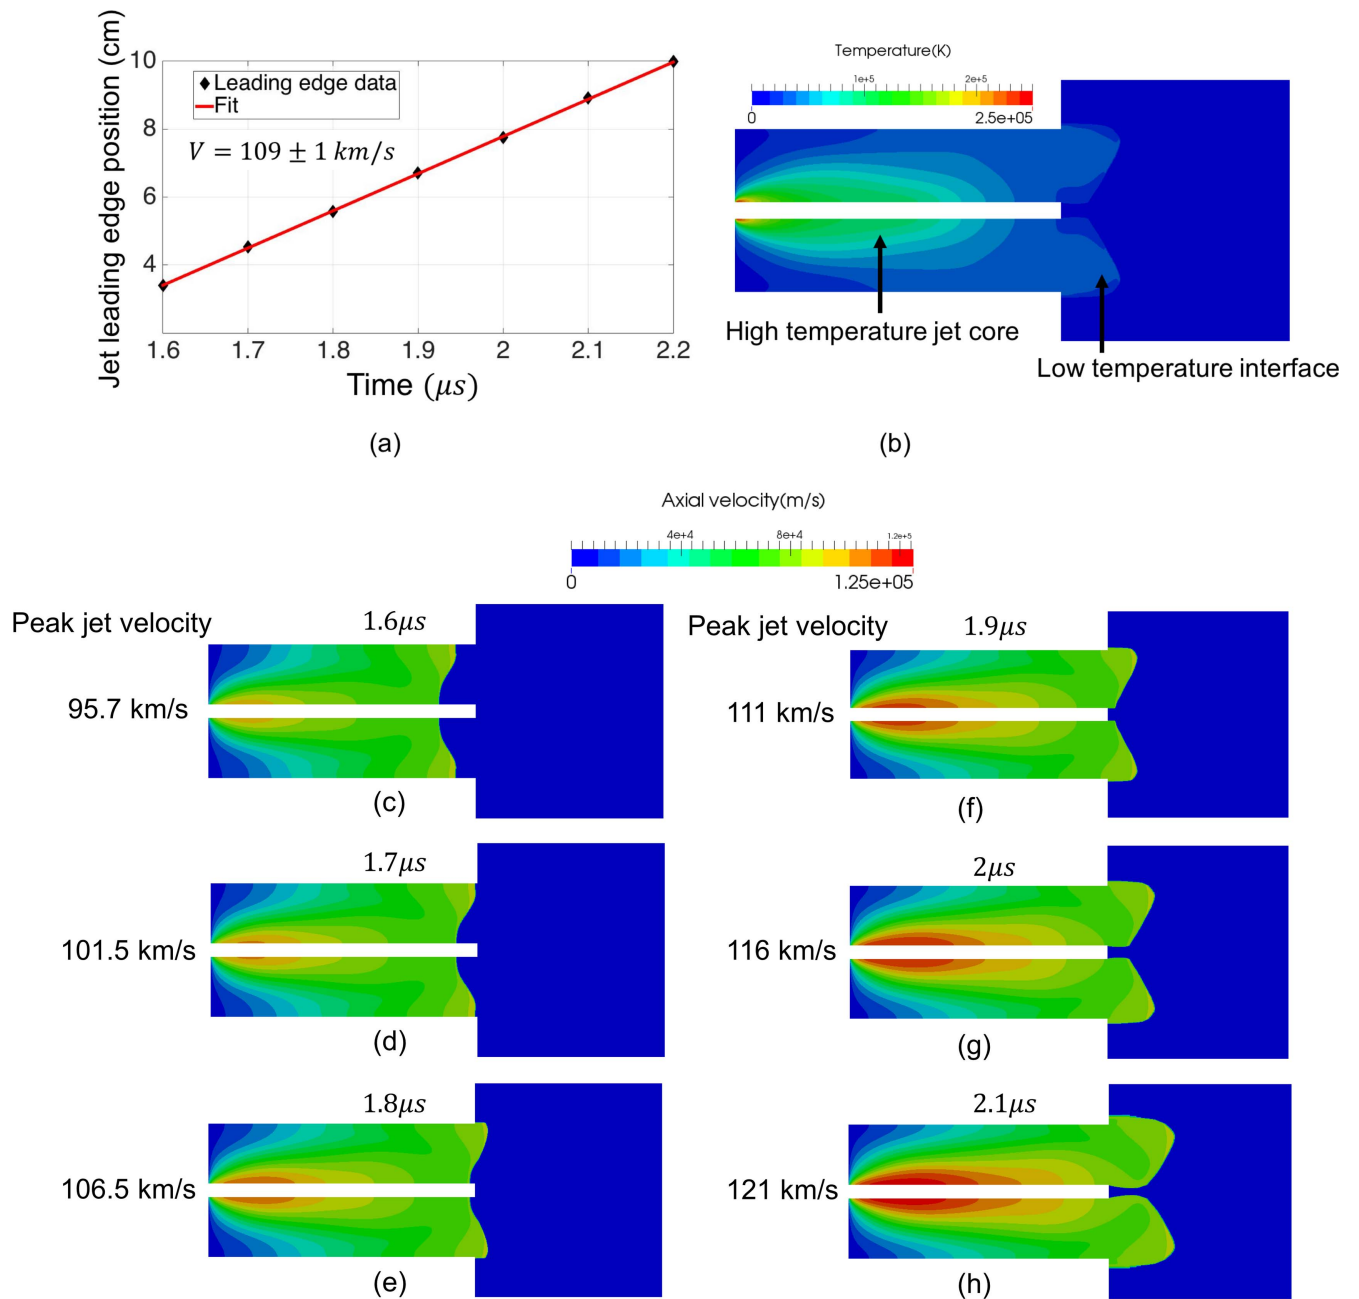 Jet leading edge position (cm)
10
8
6
4
Leading edge data
Fit
V = 109 ± 1 km/s
1.6 1.7 1.8 1.9 2 2.1 2.2
Time (μs)
(a)
Temperature(K)
1e+5 2e+5
0 2.5e+05
High temperature jet core
Low temperature interface
(b)
Axial velocity(m/s)
4e+4 8e+4 1.2e+5
0 1.25e+05
Peak jet velocity
1.6μs
95.7 km/s
(c)
1.7μs
101.5 km/s
(d)
1.8μs
106.5 km/s
(e)
Peak jet velocity
1.9μs
111 km/s
(f)
2μs
116 km/s
(g)
2.1μs
121 km/s
(h)